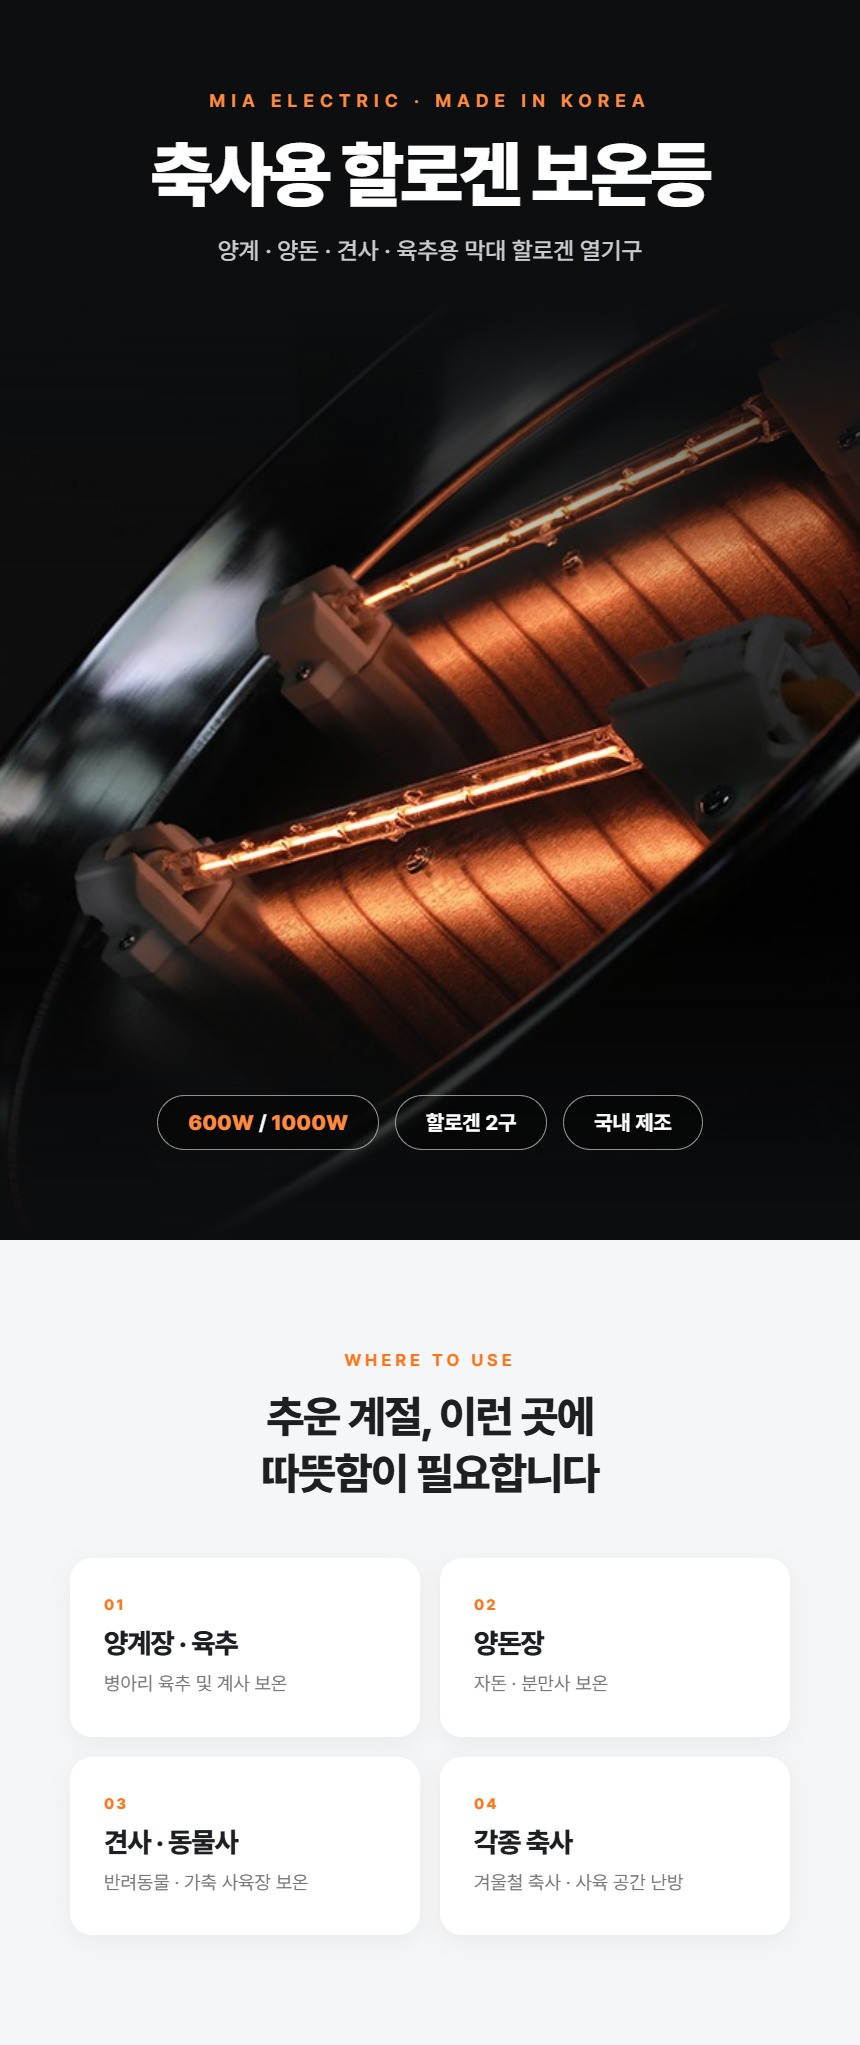 MIA ELECTRIC · MADE IN KOREA
축사용 할로겐 보온등
양계 · 양돈 · 견사 · 육추용 막대 할로겐 열기구
600W / 1000W
할로겐 2구
국내 제조
WHERE TO USE
추운 계절, 이런 곳에
따뜻함이 필요합니다
01
양계장 · 육추
병아리 육추 및 계사 보온
02
양돈장
자돈 · 분만사 보온
03
견사 · 동물사
반려동물 · 가축 사육장 보온
04
각종 축사
겨울철 축사 · 사육 공간 난방